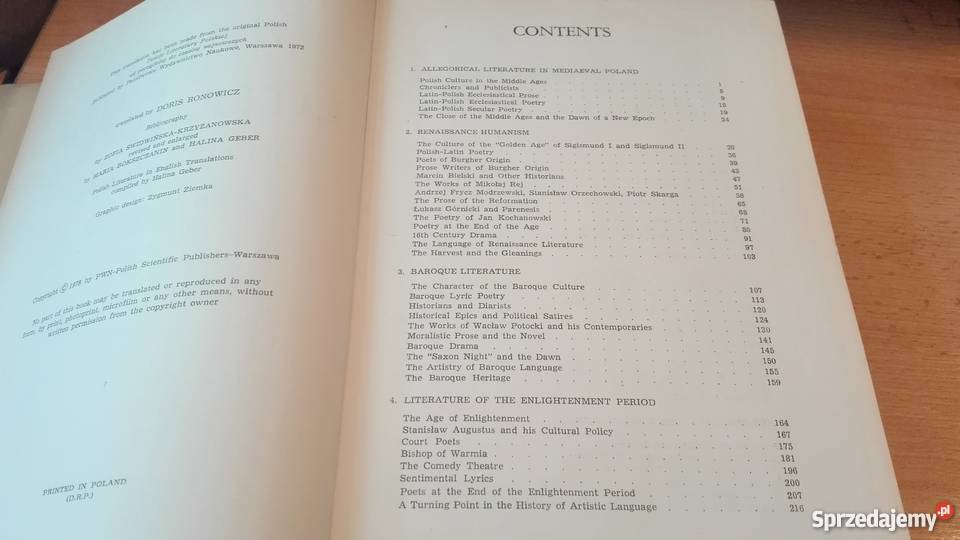 This translation has been made from the original Polish
Dzieje Literatury Polskiej
od początków do czasów najnowszych
Published by Państwowe Wydawnictwo Naukowe, Warszawa 1972
translated by DORIS RONOWICZ
Bibliography
by ZOFIA ŚWIDWIŃSKA-KRZYŻANOWSKA
revised and enlarged
by MARIA BOKSZCZANIN and HALINA GEBER
Polish Literature in English Translations
compiled by Halina Geber
Graphic design: Zygmunt Ziemka
Copyright © 1978 by PWN-Polish Scientific Publishers-Warszawa
No part of this book may be translated or reproduced in any
form, by print, photoprint, microfilm or any other means, without
written permission from the copyright owner
PRINTED IN POLAND
(D.R.P.)
CONTENTS
1. ALLEGORICAL LITERATURE IN MEDIAEVAL POLAND
Polish Culture in the Middle Ages 1
Chroniclers and Publicists 5
Latin-Polish Ecclesiastical Prose 9
Latin-Polish Ecclesiastical Poetry 15
Latin-Polish Secular Poetry 19
The Close of the Middle Ages and the Dawn of a New Epoch 24
2. RENAISSANCE HUMANISM
The Culture of the "Golden Age" of Sigismund I and Sigismund II 26
Polish-Latin Poetry 36
Poets of Burgher Origin 39
Prose Writers of Burgher Origin 43
Marcin Bielski and Other Historians 47
The Works of Mikołaj Rej 51
Andrzej Frycz Modrzewski, Stanisław Orzechowski, Piotr Skarga 58
The Prose of the Reformation 65
Łukasz Górnicki and Parenesis 68
The Poetry of Jan Kochanowski 71
Poetry at the End of the Age 85
16th Century Drama 91
The Language of Renaissance Literature 97
The Harvest and the Gleanings 103
3. BAROQUE LITERATURE
The Character of the Baroque Culture 107
Baroque Lyric Poetry 113
Historians and Diarists 120
Historical Epics and Political Satires 124
The Works of Wacław Potocki and his Contemporaries 130
Moralistic Prose and the Novel 141
Baroque Drama 145
The "Saxon Night" and the Dawn 150
The Artistry of Baroque Language 155
The Baroque Heritage 159
4. LITERATURE OF THE ENLIGHTENMENT PERIOD
The Age of Enlightenment 164
Stanisław Augustus and his Cultural Policy 167
Court Poets 175
Bishop of Warmia 181
The Comedy Theatre 196
Sentimental Lyrics 200
Poets at the End of the Enlightenment Period 207
A Turning Point in the History of Artistic Language 216
Sprzedajemy.pl